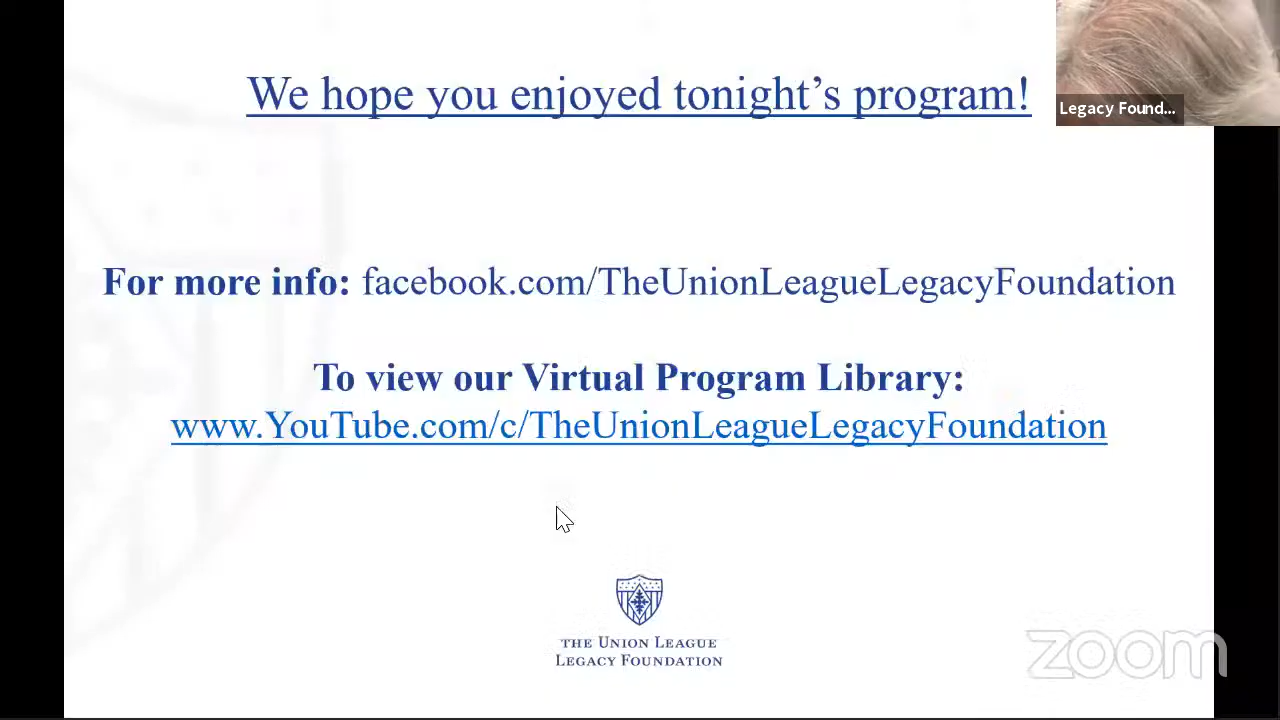 We hope you enjoyed tonight’s program!
Legacy Found...
For more info: facebook.com/TheUnionLeagueLegacyFoundation
To view our Virtual Program Library:
www.YouTube.com/c/TheUnionLeagueLegacyFoundation
THE UNION LEAGUE
LEGACY FOUNDATION
zoom